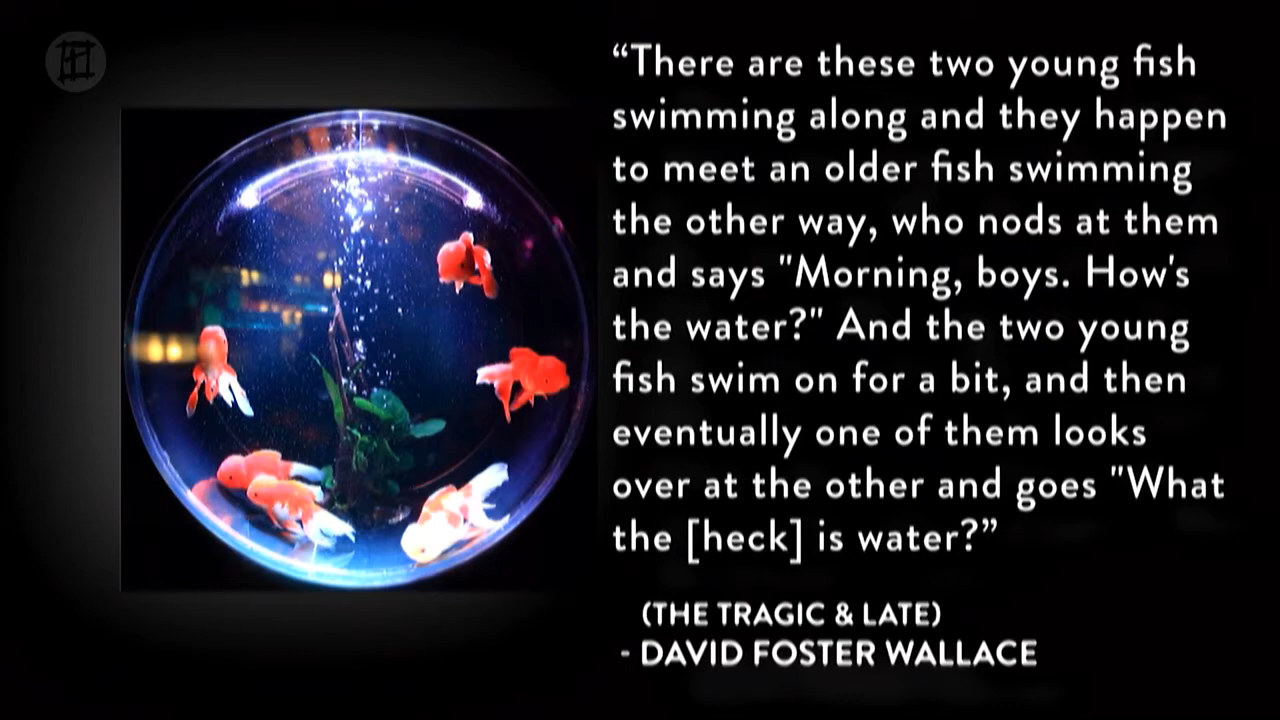 “There are these two young fish
swimming along and they happen
to meet an older fish swimming
the other way, who nods at them
and says "Morning, boys. How's
the water?" And the two young
fish swim on for a bit, and then
eventually one of them looks
over at the other and goes "What
the [heck] is water?”
(THE TRAGIC & LATE)
- DAVID FOSTER WALLACE